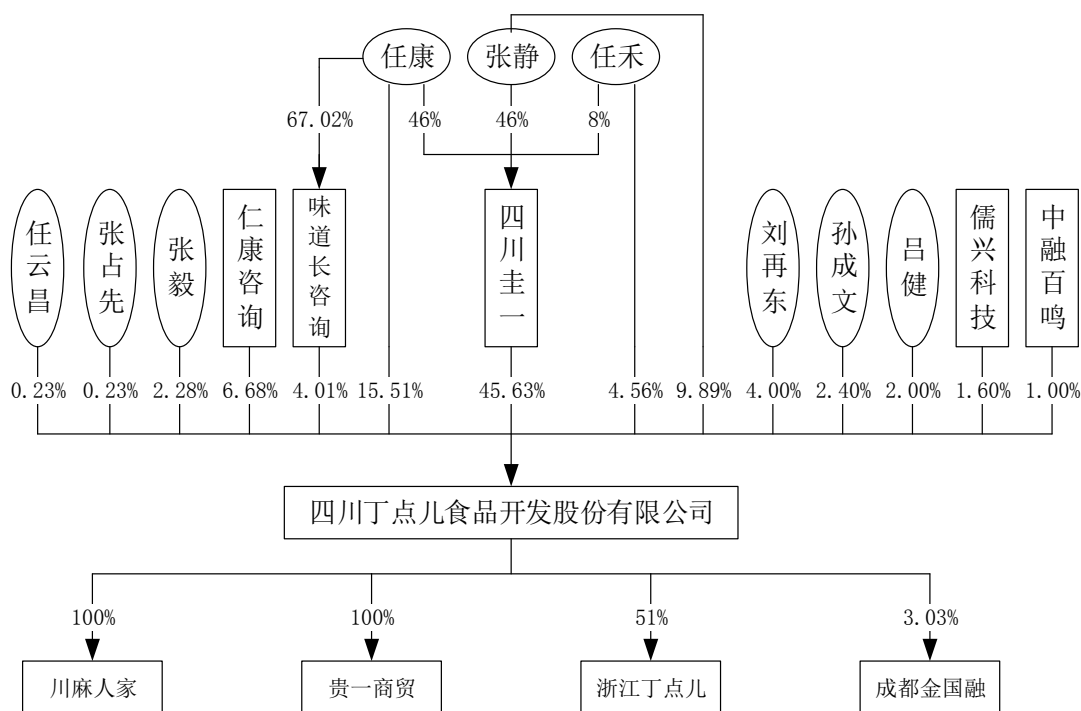 任康 张静 任禾
67.02% 46% 46% 8%
任云昌 张占先 张毅 仁康咨询 味道长咨询 四川圭一 刘再东 孙成文 吕健 儒兴科技 中融百鸣
0.23% 0.23% 2.28% 6.68% 4.01% 15.51% 45.63% 4.56% 9.89% 4.00% 2.40% 2.00% 1.60% 1.00%
四川丁点儿食品开发股份有限公司
100% 100% 51% 3.03%
川麻人家 贵一商贸 浙江丁点儿 成都金国融